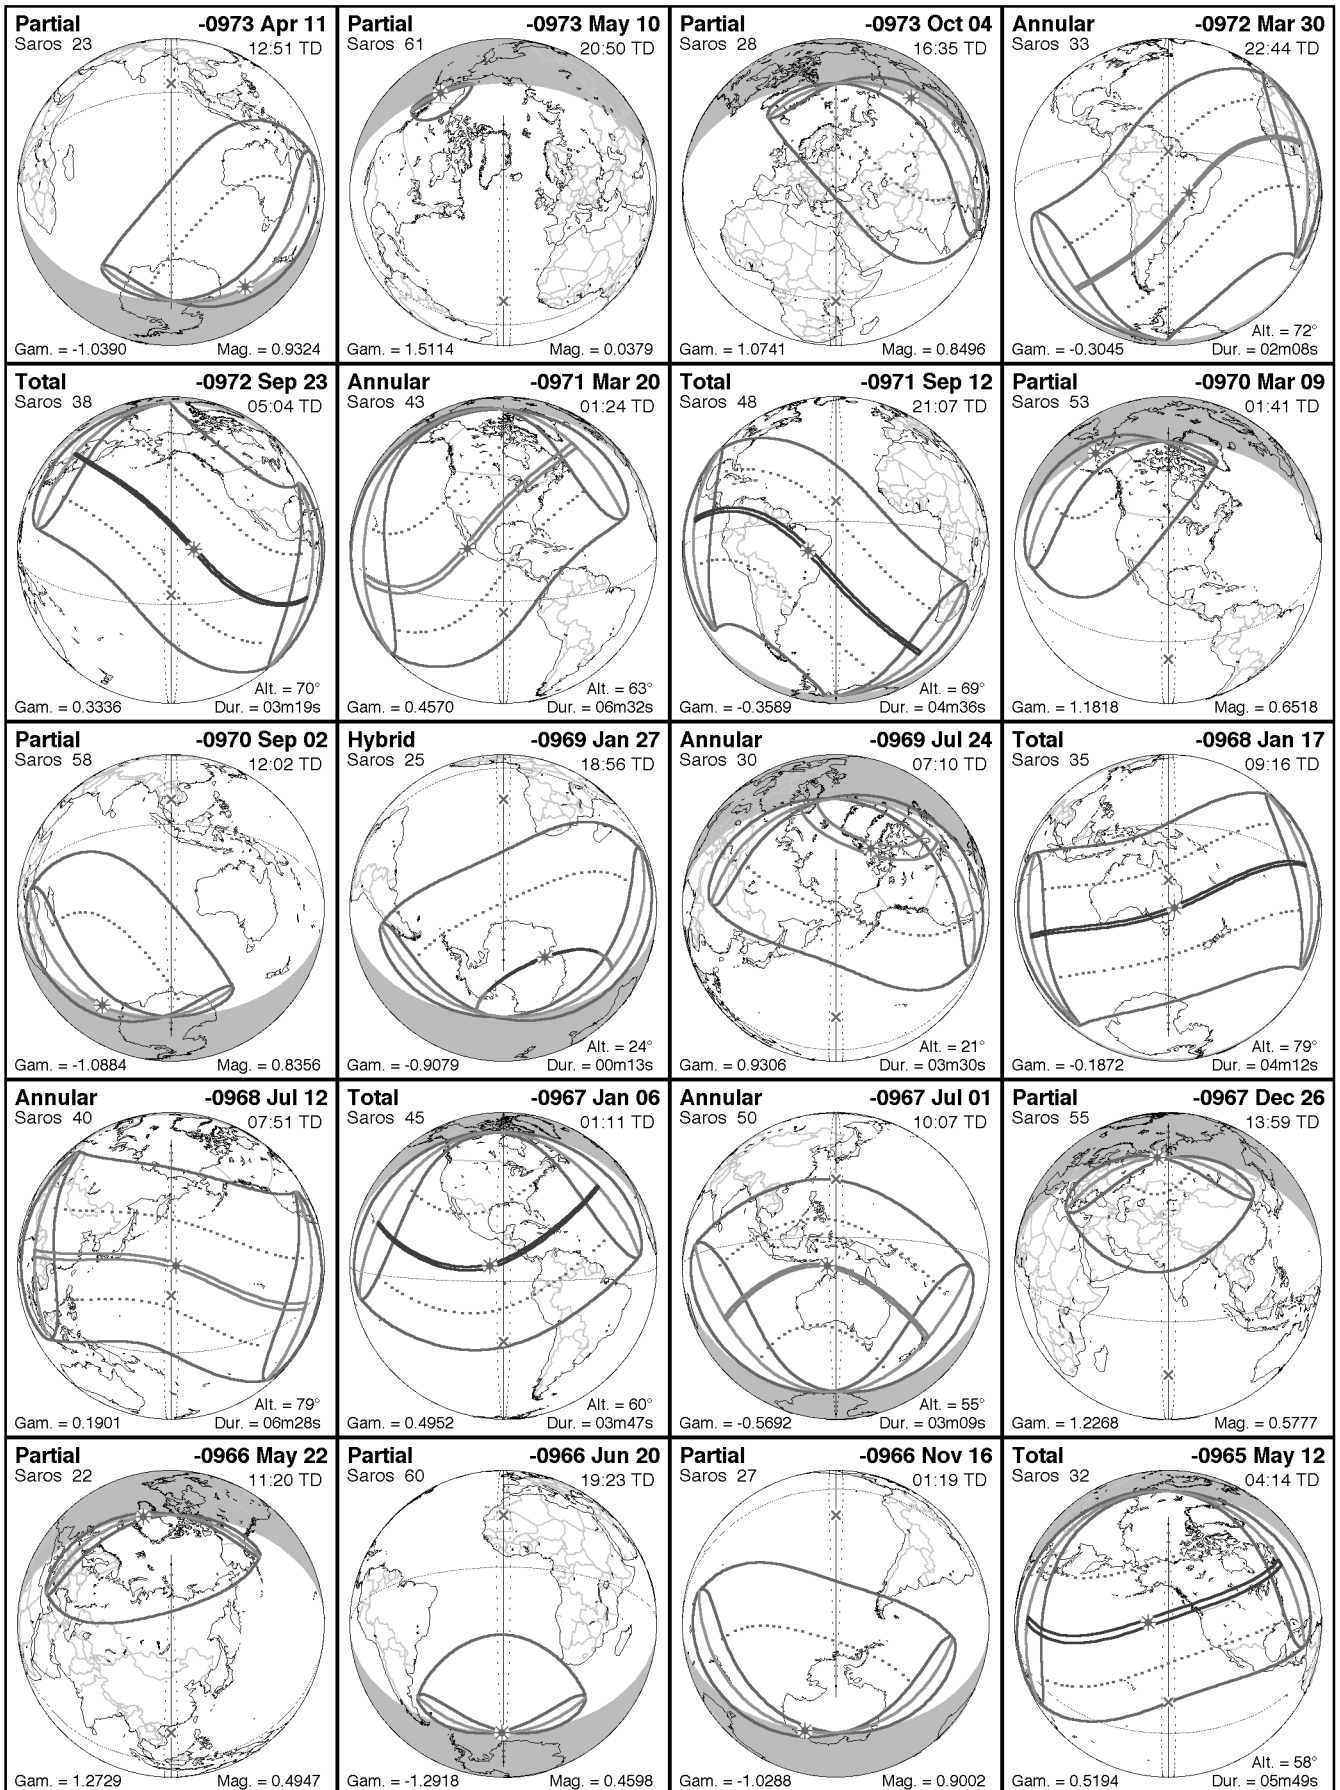 Partial -0973 Apr 11
Saros 23 12:51 TD
Gam. = -1.0390 Mag. = 0.9324
Partial -0973 May 10
Saros 61 20:50 TD
Gam. = 1.5114 Mag. = 0.0379
Partial -0973 Oct 04
Saros 28 16:35 TD
Gam. = 1.0741 Mag. = 0.8496
Annular -0972 Mar 30
Saros 33 22:44 TD
Alt. = 72°
Gam. = -0.3045 Dur. = 02m08s
Total -0972 Sep 23
Saros 38 05:04 TD
Alt. = 70°
Gam. = 0.3336 Dur. = 03m19s
Annular -0971 Mar 20
Saros 43 01:24 TD
Alt. = 63°
Gam. = 0.4570 Dur. = 06m32s
Total -0971 Sep 12
Saros 48 21:07 TD
Alt. = 69°
Gam. = -0.3589 Dur. = 04m36s
Partial -0970 Mar 09
Saros 53 01:41 TD
Gam. = 1.1818 Mag. = 0.6518
Partial -0970 Sep 02
Saros 58 12:02 TD
Gam. = -1.0884 Mag. = 0.8356
Hybrid -0969 Jan 27
Saros 25 18:56 TD
Alt. = 24°
Gam. = -0.9079 Dur. = 00m13s
Annular -0969 Jul 24
Saros 30 07:10 TD
Alt. = 21°
Gam. = 0.9306 Dur. = 03m30s
Total -0968 Jan 17
Saros 35 09:16 TD
Alt. = 79°
Gam. = -0.1872 Dur. = 04m12s
Annular -0968 Jul 12
Saros 40 07:51 TD
Alt. = 79°
Gam. = 0.1901 Dur. = 06m28s
Total -0967 Jan 06
Saros 45 01:11 TD
Alt. = 60°
Gam. = 0.4952 Dur. = 03m47s
Annular -0967 Jul 01
Saros 50 10:07 TD
Alt. = 55°
Gam. = -0.5692 Dur. = 03m09s
Partial -0967 Dec 26
Saros 55 13:59 TD
Gam. = 1.2268 Mag. = 0.5777
Partial -0966 May 22
Saros 22 11:20 TD
Gam. = 1.2729 Mag. = 0.4947
Partial -0966 Jun 20
Saros 60 19:23 TD
Gam. = -1.2918 Mag. = 0.4598
Partial -0966 Nov 16
Saros 27 01:19 TD
Gam. = -1.0288 Mag. = 0.9002
Total -0965 May 12
Saros 32 04:14 TD
Alt. = 58°
Gam. = 0.5194 Dur. = 05m49s